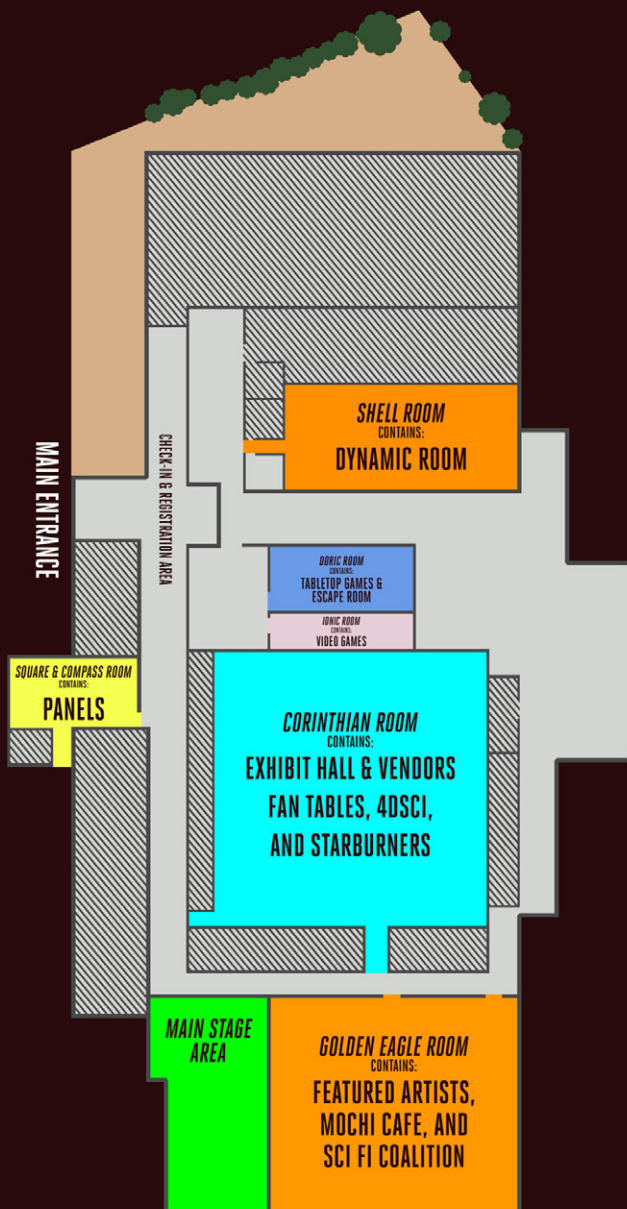 SHELL ROOM
CONTAINS:
DYNAMIC ROOM
MAIN ENTRANCE
CHECK-IN & REGISTRATION AREA
DORIC ROOM
CONTAINS:
TABLETOP GAMES &
ESCAPE ROOM
IONIC ROOM
CONTAINS:
VIDEO GAMES
SQUARE & COMPASS ROOM
CONTAINS:
PANELS
CORINTHIAN ROOM
CONTAINS:
EXHIBIT HALL & VENDORS
FAN TABLES, 4DSCI,
AND STARBURNERS
MAIN STAGE
AREA
GOLDEN EAGLE ROOM
CONTAINS:
FEATURED ARTISTS,
MOCHI CAFE, AND
SCI FI COALITION